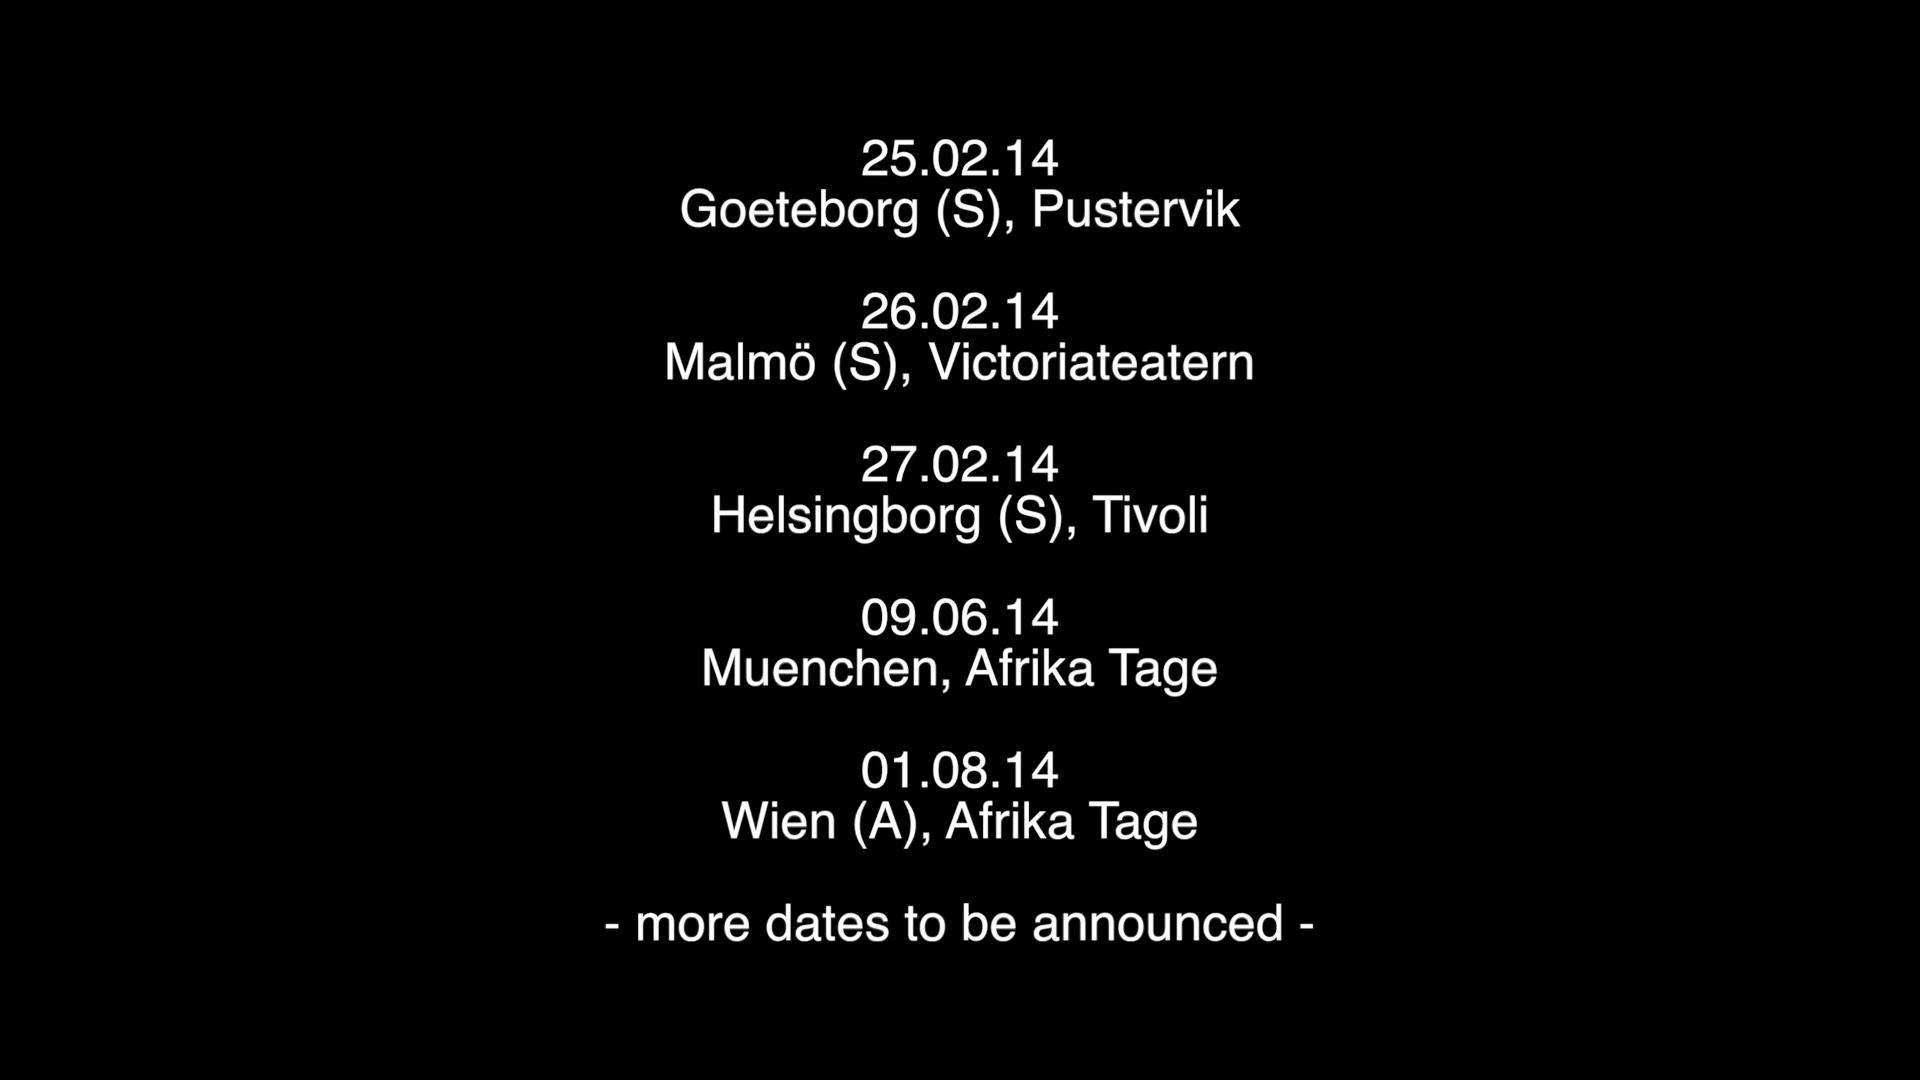 25.02.14
Goeteborg (S), Pustervik
26.02.14
Malmö (S), Victoriateatern
27.02.14
Helsingborg (S), Tivoli
09.06.14
Muenchen, Afrika Tage
01.08.14
Wien (A), Afrika Tage
- more dates to be announced -